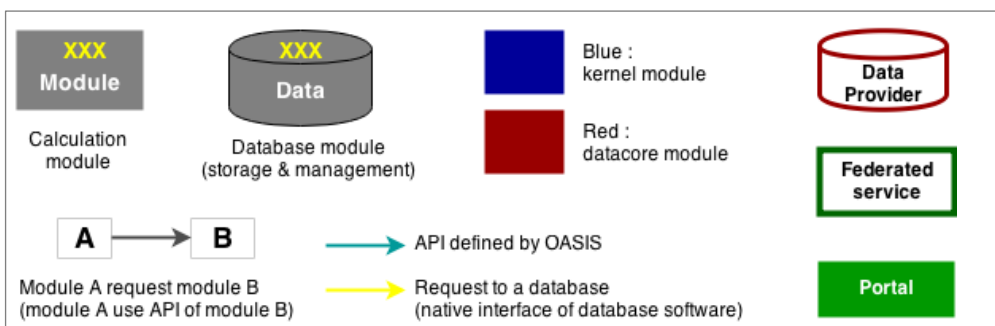 XXX
Module
Calculation
module
XXX
Data
Database module
(storage & management)
Blue :
kernel module
Red :
datacore module
Data
Provider
Federated
service
Portal
A
B
Module A request module B
(module A use API of module B)
API defined by OASIS
Request to a database
(native interface of database software)